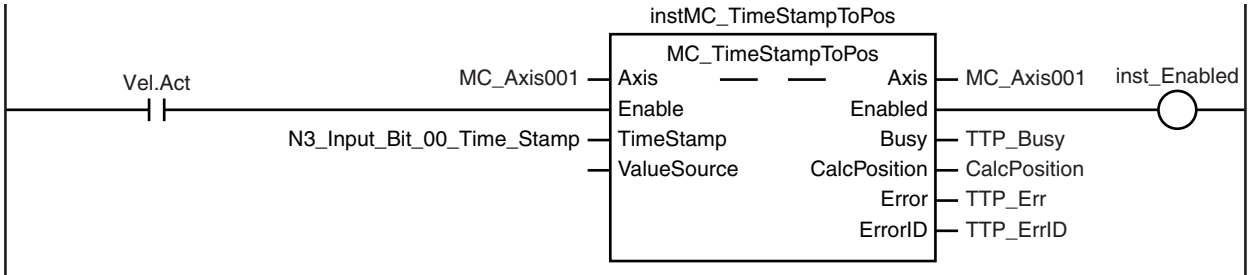 instMC_TimeStampToPos
MC_TimeStampToPos
Vel.Act MC_Axis001 Axis Axis MC_Axis001 inst_Enabled
Enable Enabled
N3_Input_Bit_00_Time_Stamp TimeStamp Busy TTP_Busy
ValueSource CalcPosition CalcPosition
Error TTP_Err
ErrorID TTP_ErrID